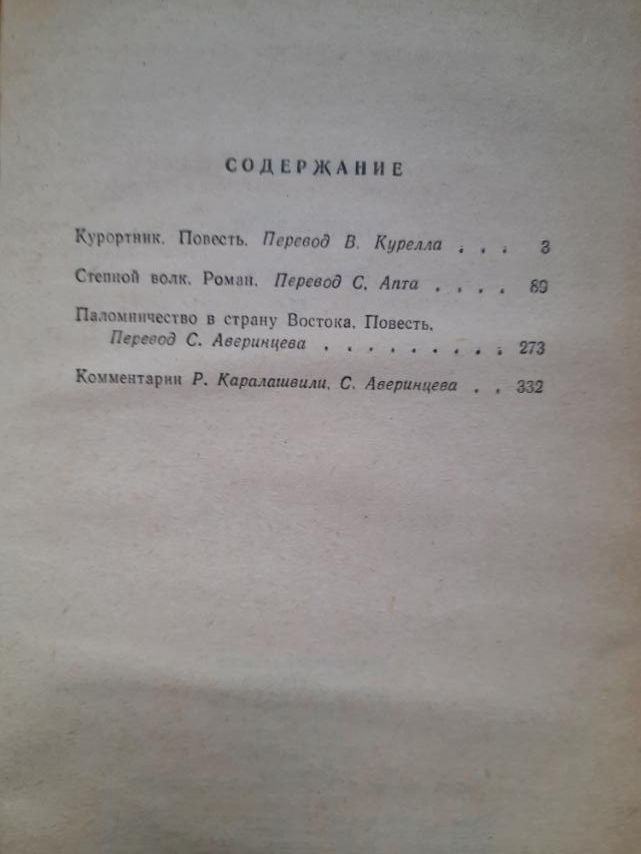 СОДЕРЖАНИЕ
Курортник. Повесть. Перевод В. Курелла . . . 3
Степной волк. Роман. Перевод С. Апта . . . . 89
Паломничество в страну Востока. Повесть.
Перевод С. Аверинцева . . . . . . . . . 273
Комментарии Р. Каралашвили, С. Аверинцева . . 332